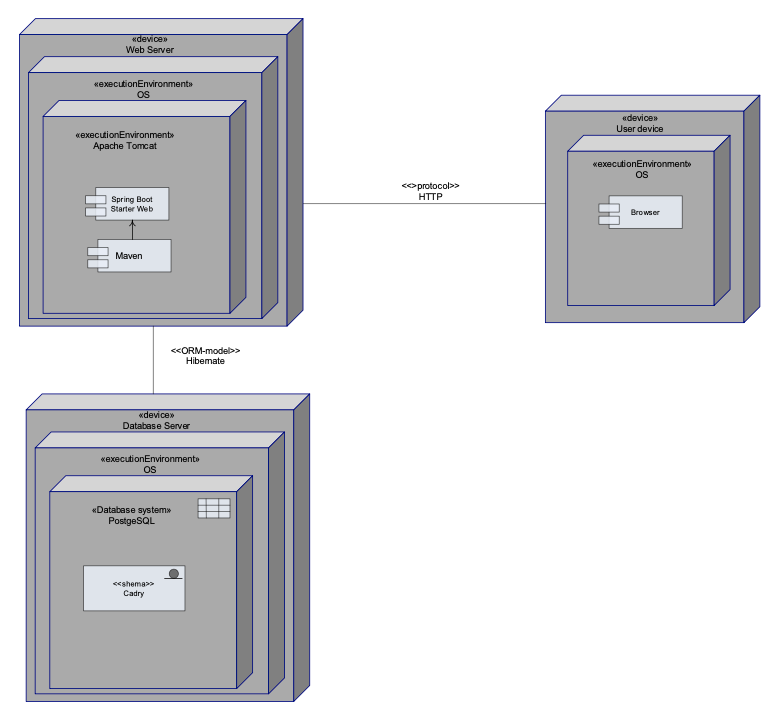 «device»
Web Server
«executionEnvironment»
OS
«executionEnvironment»
Apache Tomcat
Spring Boot
Starter Web
Maven
<<>protocol>>
HTTP
«device»
User device
«executionEnvironment»
OS
Browser
<<ORM-model>>
Hibernate
«device»
Database Server
«executionEnvironment»
OS
«Database system»
PostgeSQL
<<shema>>
Cadry